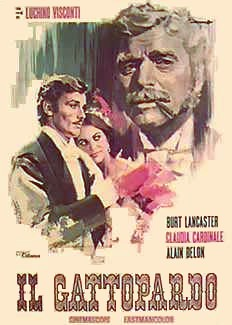 LUCHINO VISCONTI
BURT LANCASTER
CLAUDIA CARDINALE
ALAIN DELON
IL GATTOPARDO
CINEMASCOPE EASTMANCOLOR